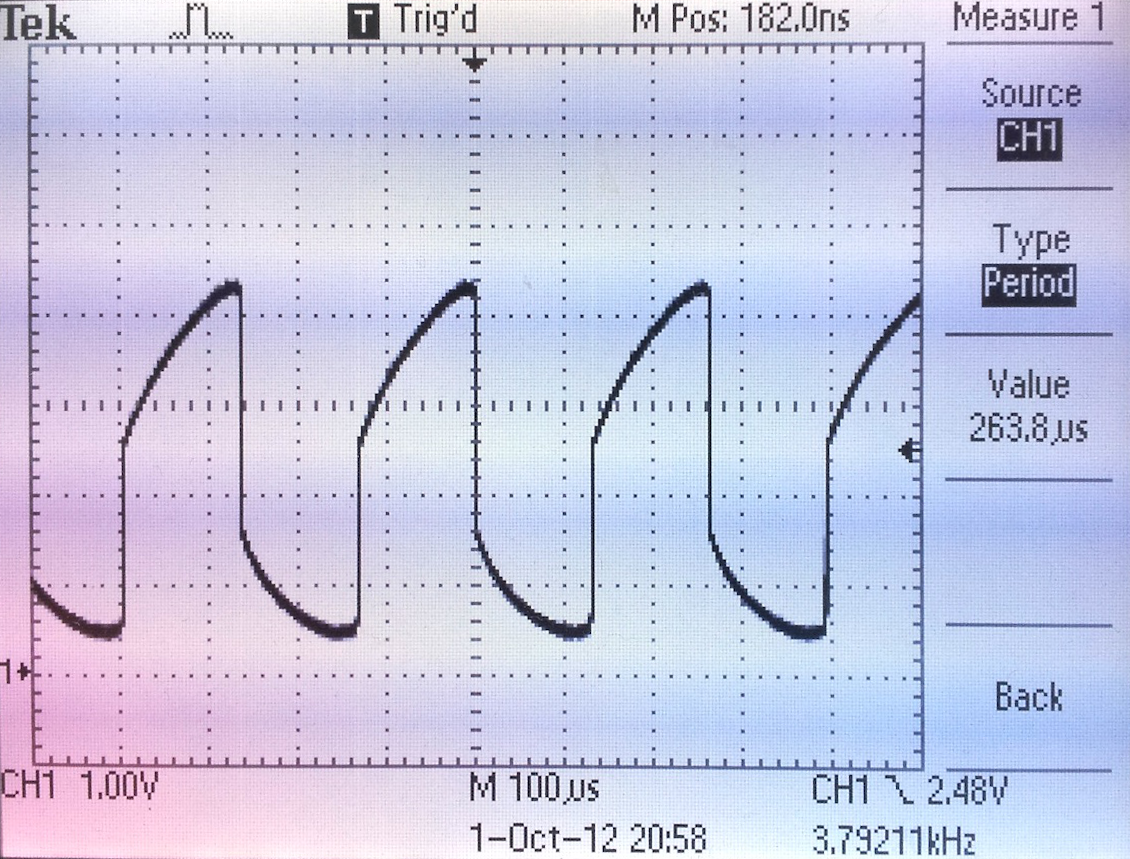 Tek T Trig'd M Pos: 182.0ns Measure 1
Source
CH1
Type
Period
Value
263.8µs
1
Back
CH1 1.00V M 100µs CH1 2.48V
1-Oct-12 20:58 3.79211kHz